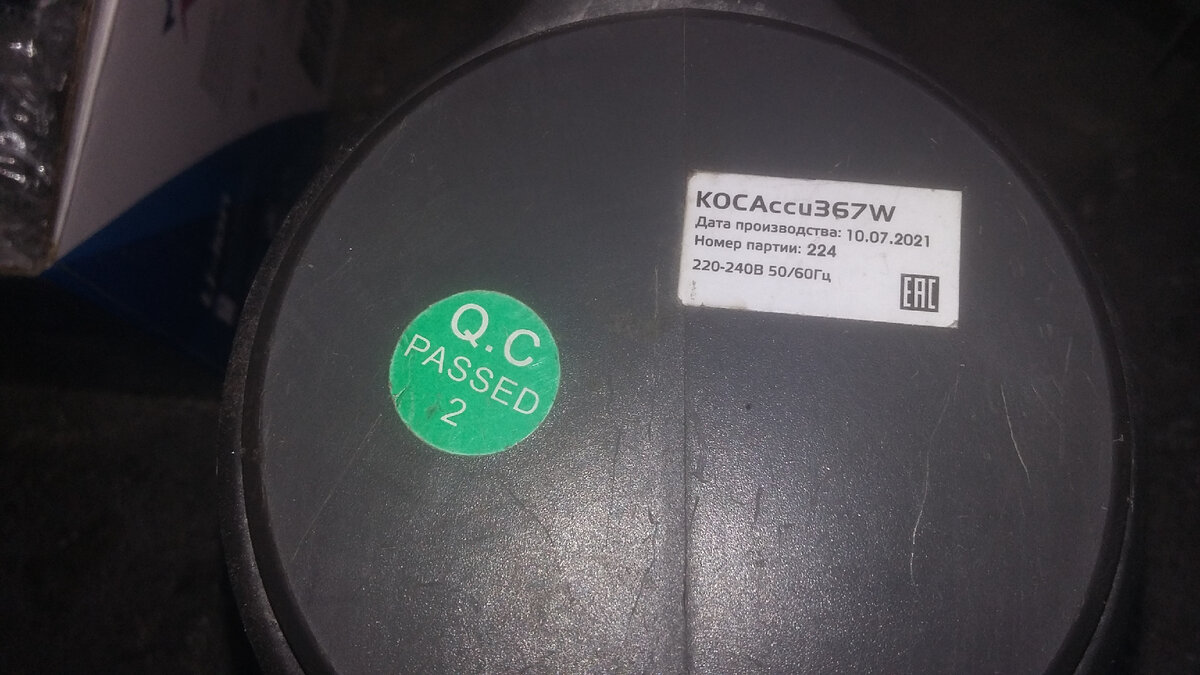 KOCAccu367W
Дата производства: 10.07.2021
Номер партии: 224
220-240В 50/60Гц
EAC
Q.C
PASSED
2